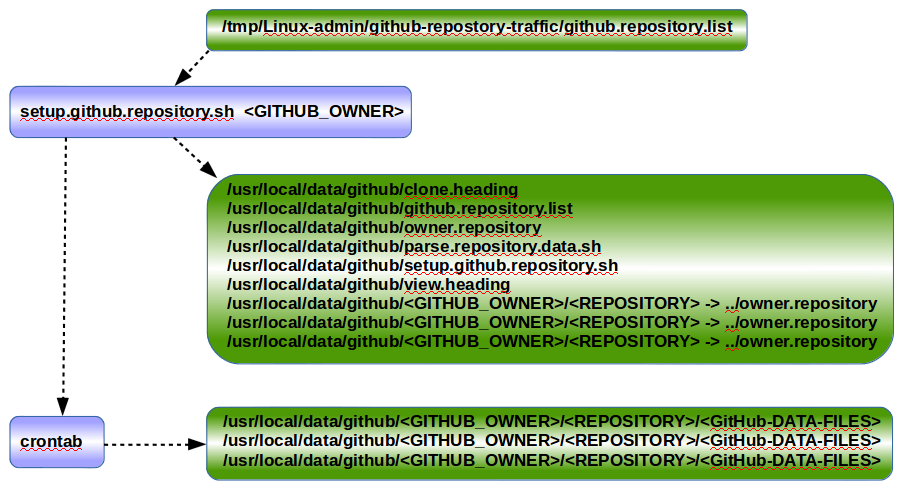 /tmp/Linux-admin/github-repostory-traffic/github.repository.list
setup.github.repository.sh <GITHUB_OWNER>
/usr/local/data/github/clone.heading
/usr/local/data/github/github.repository.list
/usr/local/data/github/owner.repository
/usr/local/data/github/parse.repository.data.sh
/usr/local/data/github/setup.github.repository.sh
/usr/local/data/github/view.heading
/usr/local/data/github/<GITHUB_OWNER>/<REPOSITORY> -> ../owner.repository
/usr/local/data/github/<GITHUB_OWNER>/<REPOSITORY> -> ../owner.repository
/usr/local/data/github/<GITHUB_OWNER>/<REPOSITORY> -> ../owner.repository
crontab
/usr/local/data/github/<GITHUB_OWNER>/<REPOSITORY>/<GitHub-DATA-FILES>
/usr/local/data/github/<GITHUB_OWNER>/<REPOSITORY>/<GitHub-DATA-FILES>
/usr/local/data/github/<GITHUB_OWNER>/<REPOSITORY>/<GitHub-DATA-FILES>